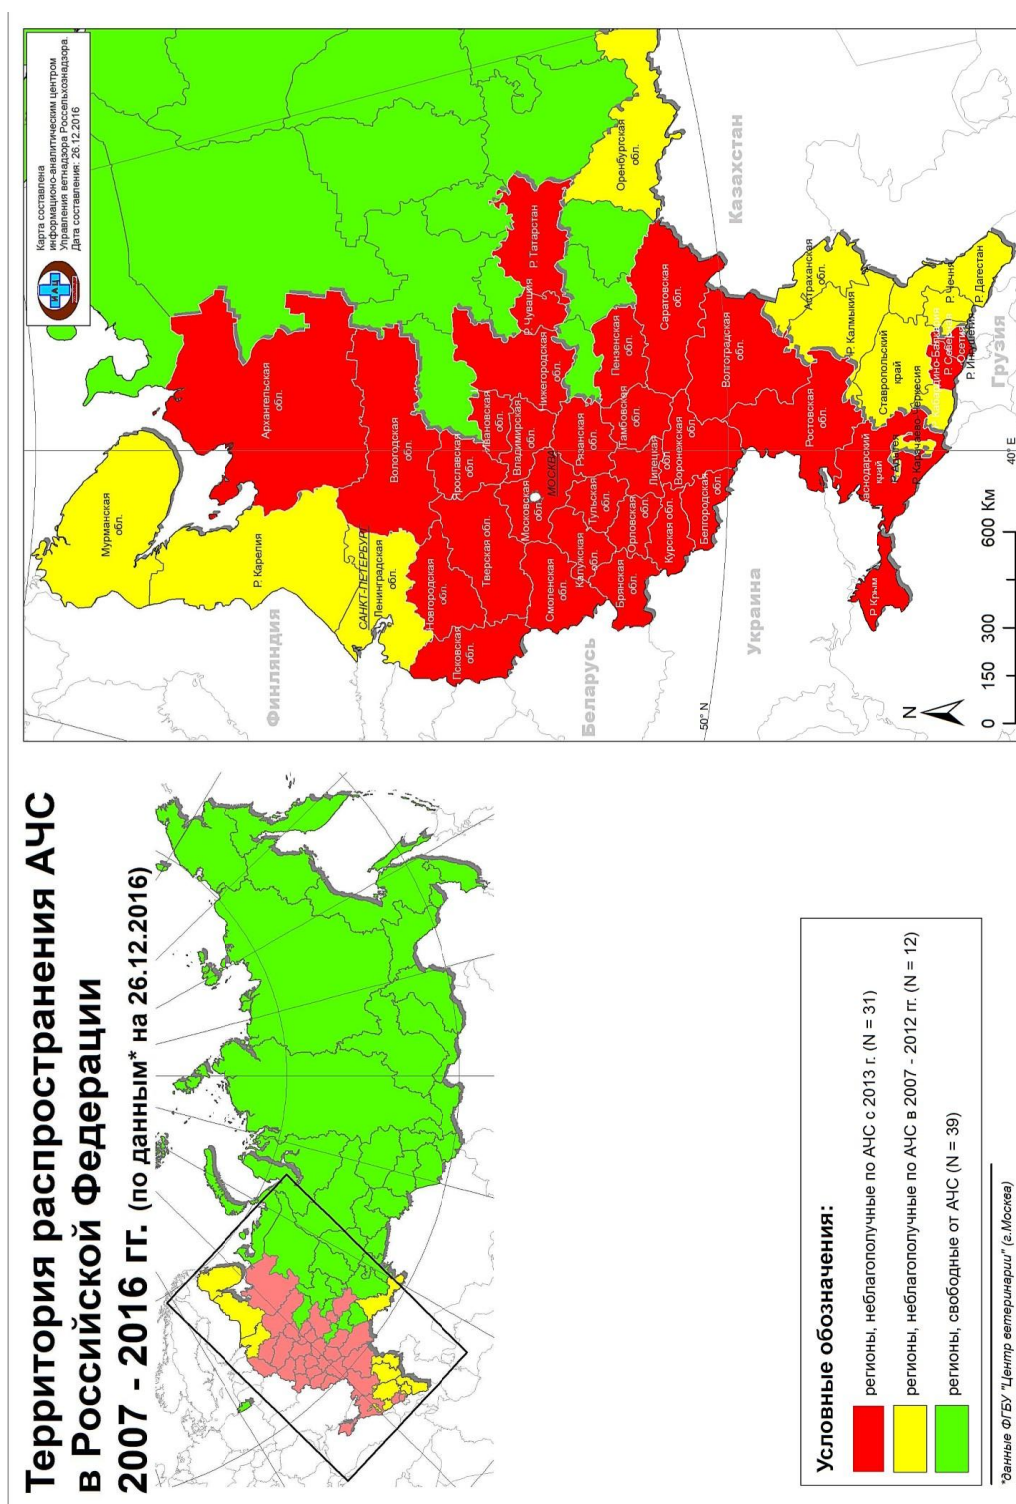 Территория распространения АЧС
в Российской Федерации
2007 - 2016 гг. (по данным* на 26.12.2016)
ИАЦ
Карта составлена
информационо-аналитическим центром
Управления ветнадзора Россельхознадзора.
Дата составления: 26.12.2016
Мурманская
обл.
Р. Карелия
Финляндия
САНКТ-ПЕТЕРБУРГ
Ленинградская
обл.
Архангельская
обл.
Вологодская
обл.
Новгородская
обл.
Псковская
обл.
Тверская обл.
Ярославская
обл.
Ивановская
обл.
Владимирская
обл.
Нижегородская
обл.
Р. Чувашия
Р. Татарстан
Московская
обл.
МОСКВА
Смоленская
обл.
Калужская
обл.
Тульская
обл.
Рязанская
обл.
Беларусь
Брянская
обл.
Орловская
обл.
Липецкая
обл.
Тамбовская
обл.
Пензенская
обл.
Курская обл.
Воронежская
обл.
Белгородская
обл.
Саратовская
обл.
Оренбургская
обл.
Волгоградская
обл.
Украина
Казахстан
50° N
Ростовская
обл.
Астраханская
обл.
Р. Калмыкия
Р. Крым
край
Ставропольский
край
Р. Карачаево-Черкесия
Осетия
Р. Чечня
Р. Дагестан
Грузия
N
0 150 300 600 Км
40° E
Условные обозначения:
регионы, неблагополучные по АЧС с 2013 г. (N = 31)
регионы, неблагополучные по АЧС в 2007 - 2012 гг. (N = 12)
регионы, свободные от АЧС (N = 39)
*данные ФГБУ "Центр ветеринарии" (г.Москва)